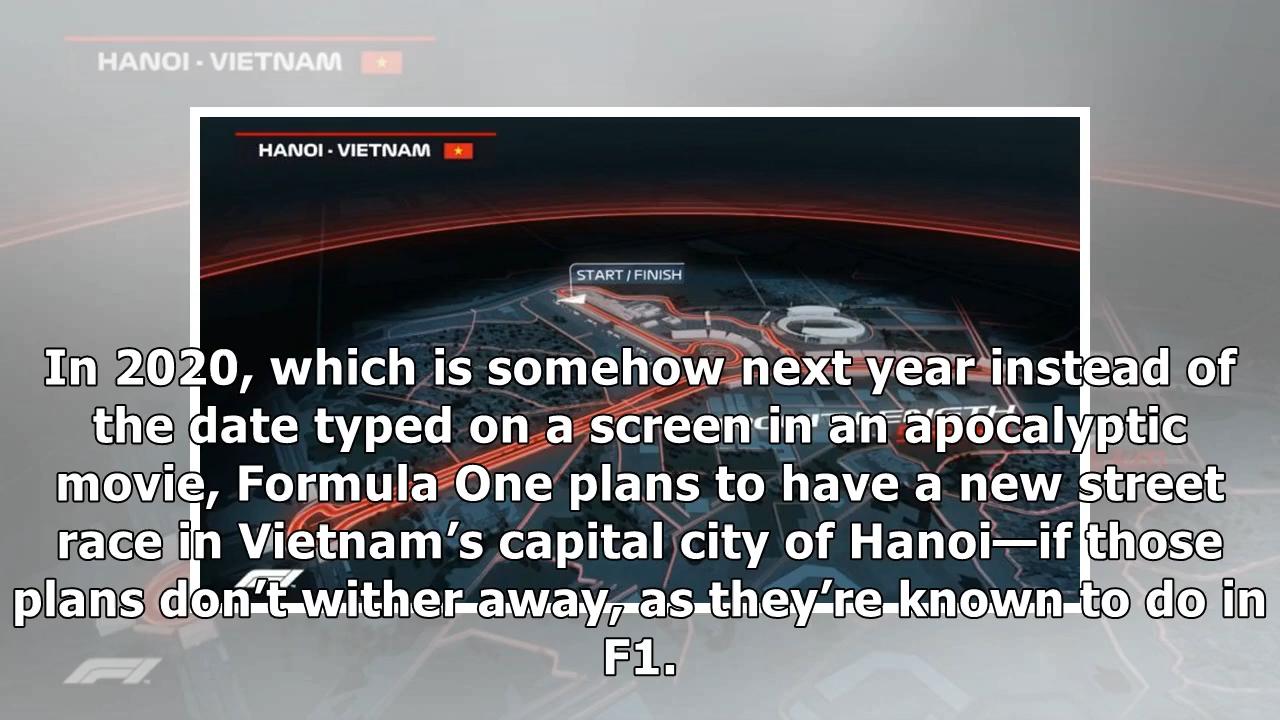 HANOI · VIETNAM
HANOI · VIETNAM
START / FINISH
In 2020, which is somehow next year instead of
the date typed on a screen in an apocalyptic
movie, Formula One plans to have a new street
race in Vietnam’s capital city of Hanoi—if those
plans don’t wither away, as they’re known to do in
F1.